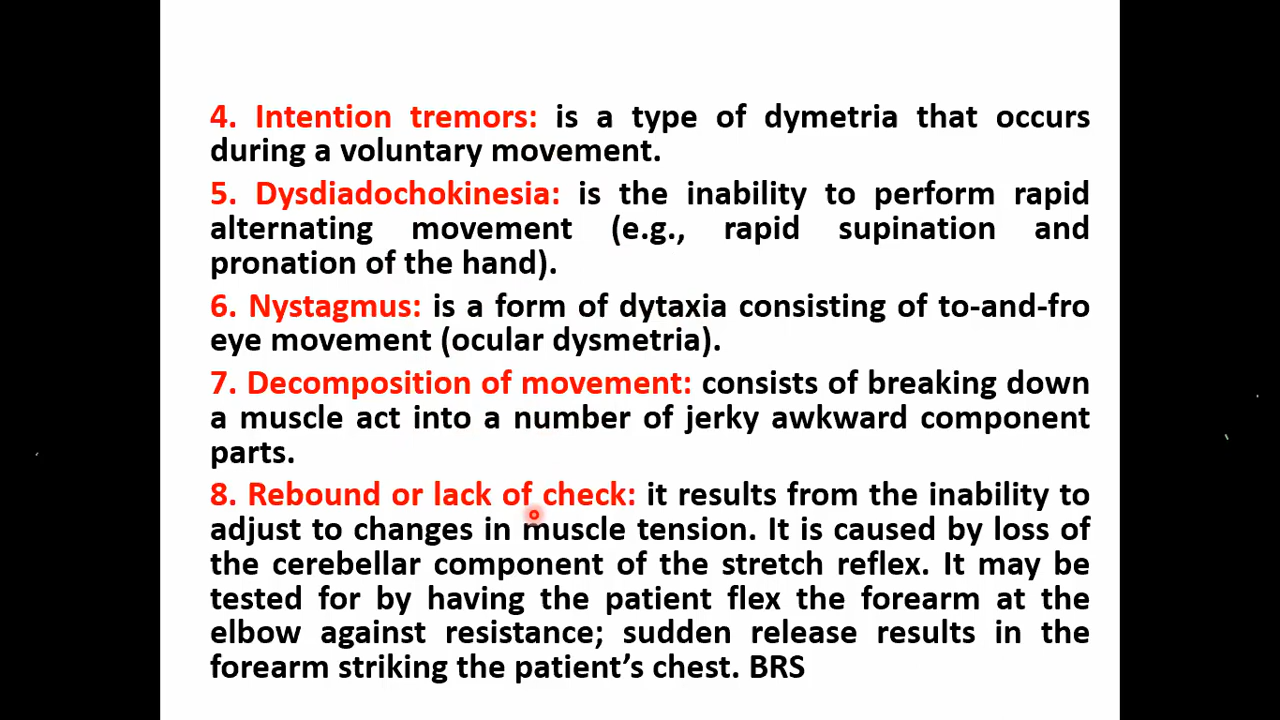 4. Intention tremors: is a type of dymetria that occurs
during a voluntary movement.
5. Dysdiadochokinesia: is the inability to perform rapid
alternating movement (e.g., rapid supination and
pronation of the hand).
6. Nystagmus: is a form of dytaxia consisting of to-and-fro
eye movement (ocular dysmetria).
7. Decomposition of movement: consists of breaking down
a muscle act into a number of jerky awkward component
parts.
8. Rebound or lack of check: it results from the inability to
adjust to changes in muscle tension. It is caused by loss of
the cerebellar component of the stretch reflex. It may be
tested for by having the patient flex the forearm at the
elbow against resistance; sudden release results in the
forearm striking the patient’s chest. BRS